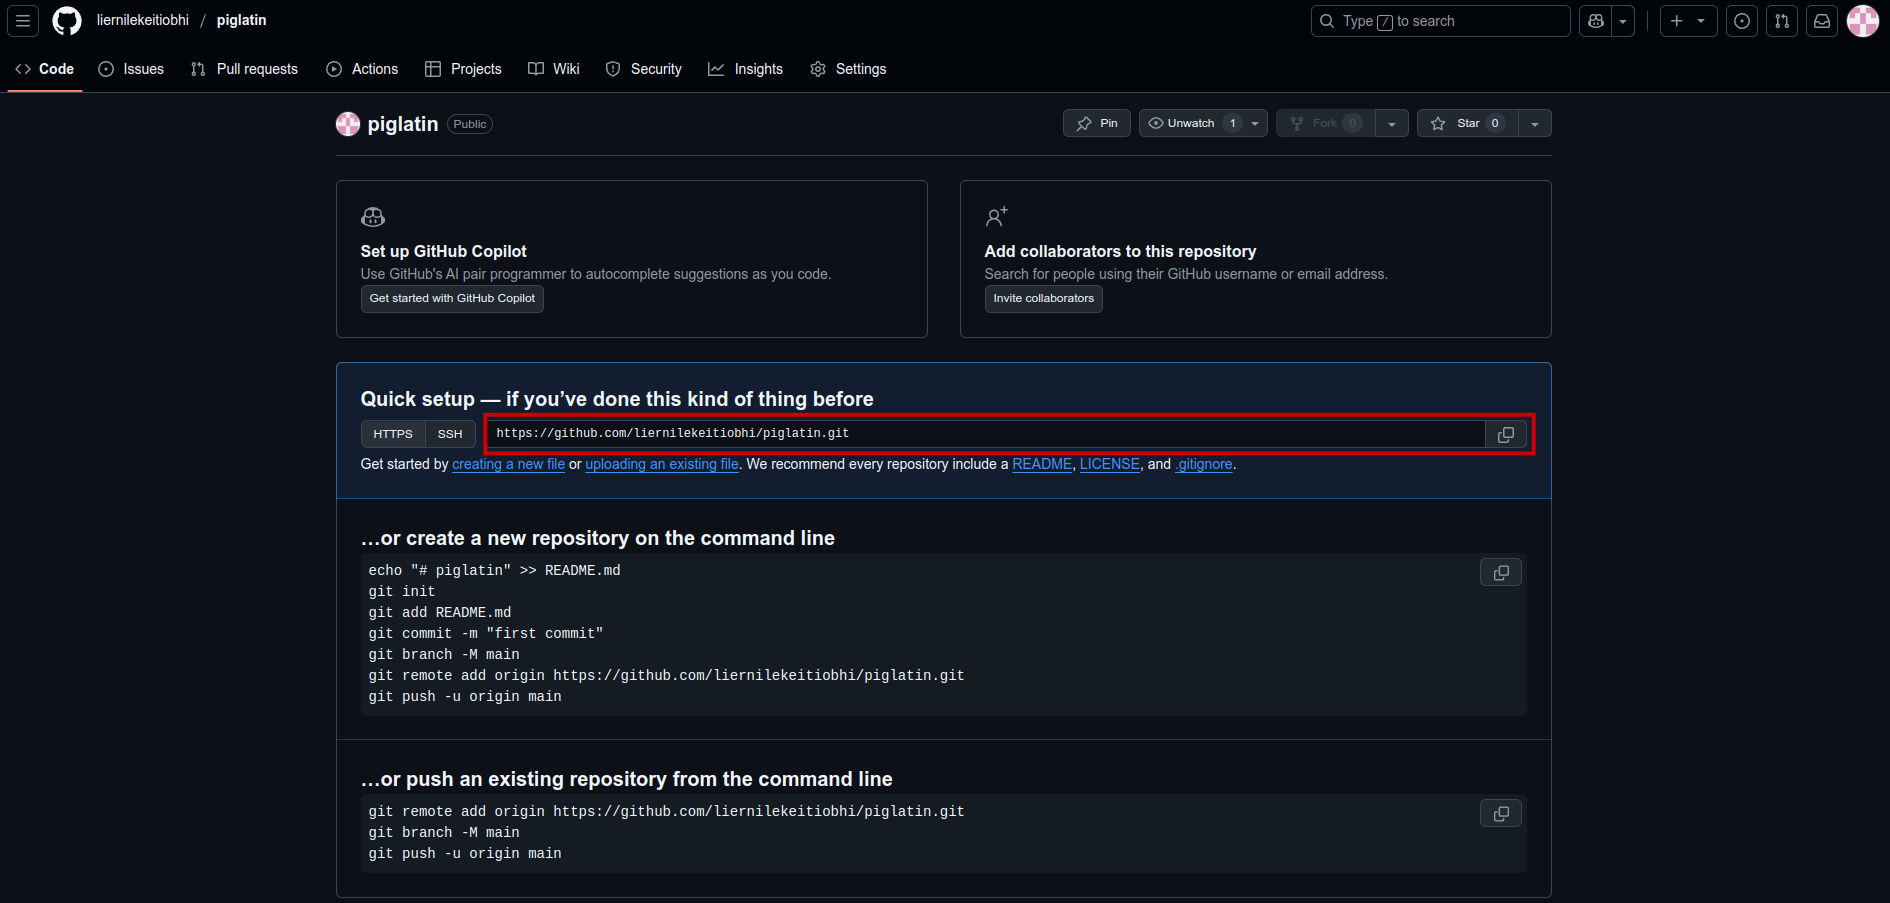 liernilekeitiobhi / piglatin
Type / to search
Code Issues Pull requests Actions Projects Wiki Security Insights Settings
piglatin Public
Pin Unwatch 1 Fork 0 Star 0
Set up GitHub Copilot
Use GitHub's AI pair programmer to autocomplete suggestions as you code.
Get started with GitHub Copilot
Add collaborators to this repository
Search for people using their GitHub username or email address.
Invite collaborators
Quick setup — if you’ve done this kind of thing before
HTTPS SSH https://github.com/liernilekeitiobhi/piglatin.git
Get started by creating a new file or uploading an existing file. We recommend every repository include a README, LICENSE, and .gitignore.
…or create a new repository on the command line
echo "# piglatin" >> README.md
git init
git add README.md
git commit -m "first commit"
git branch -M main
git remote add origin https://github.com/liernilekeitiobhi/piglatin.git
git push -u origin main
…or push an existing repository from the command line
git remote add origin https://github.com/liernilekeitiobhi/piglatin.git
git branch -M main
git push -u origin main